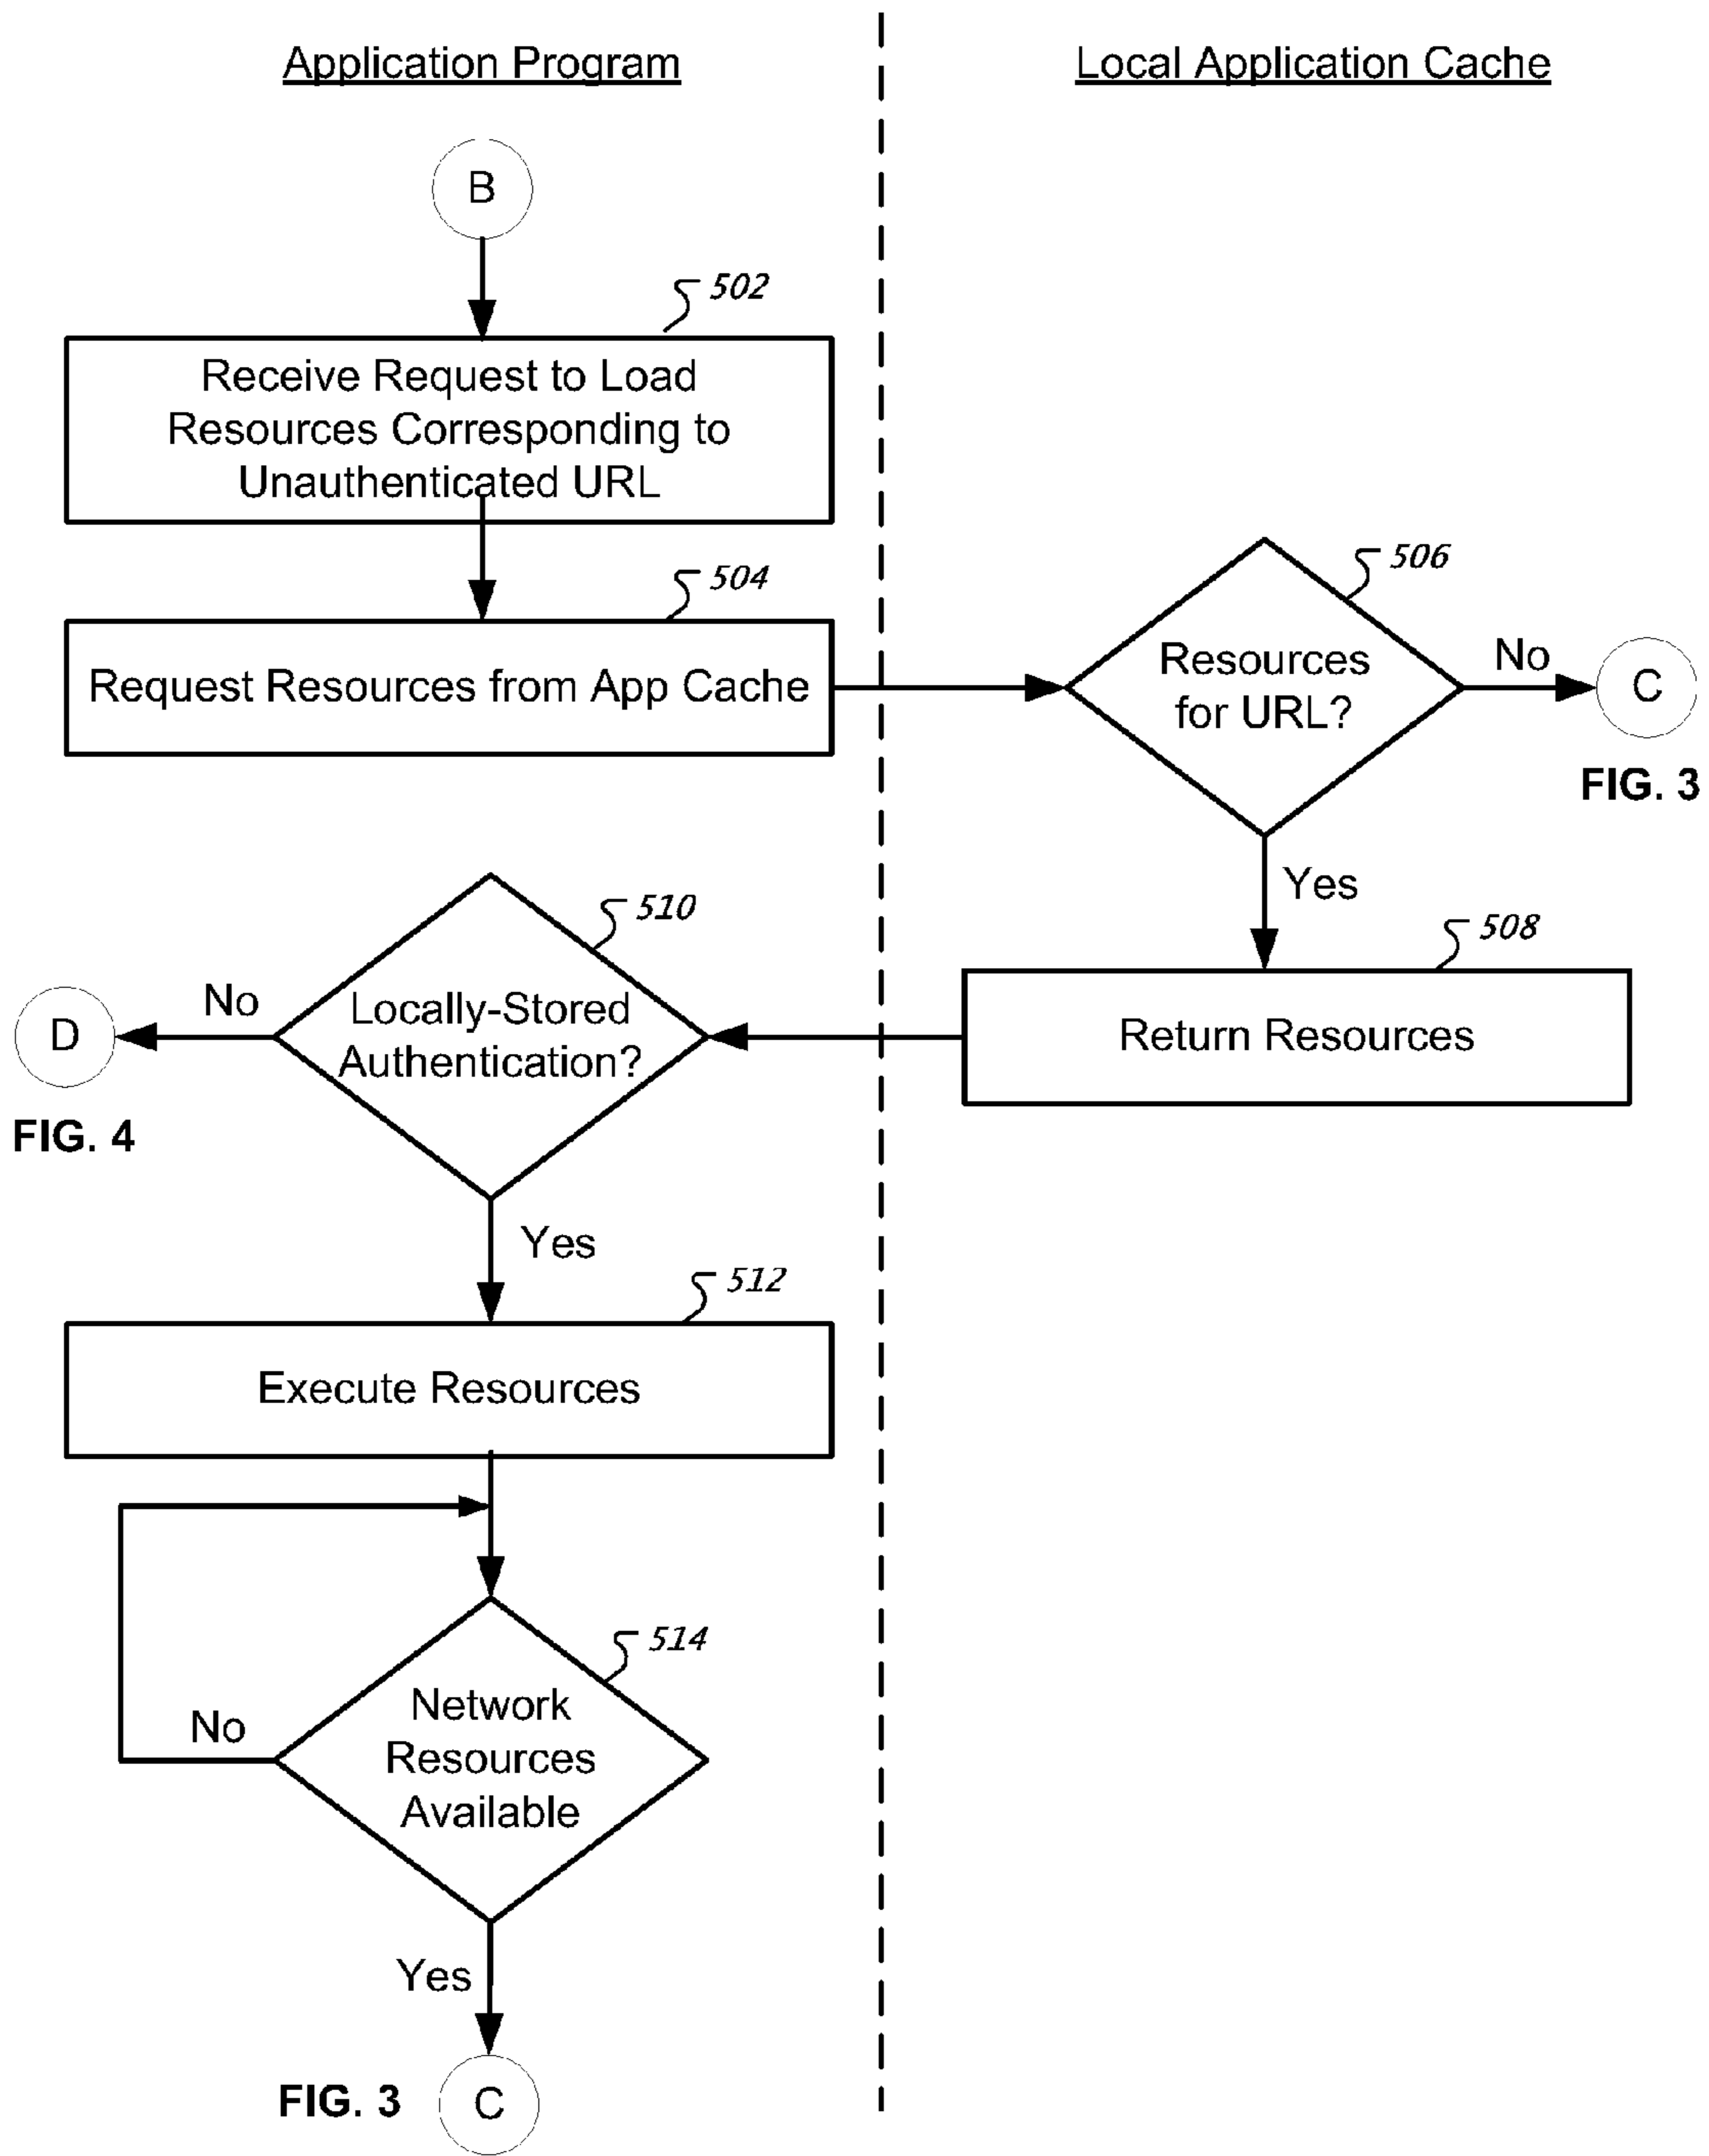 Application Program
Local Application Cache
B
502
Receive Request to Load
Resources Corresponding to
Unauthenticated URL
504
Request Resources from App Cache
506
Resources
for URL?
No
C
FIG. 3
Yes
508
Return Resources
510
Locally-Stored
Authentication?
No
D
FIG. 4
Yes
512
Execute Resources
514
Network
Resources
Available
No
Yes
FIG. 3
C